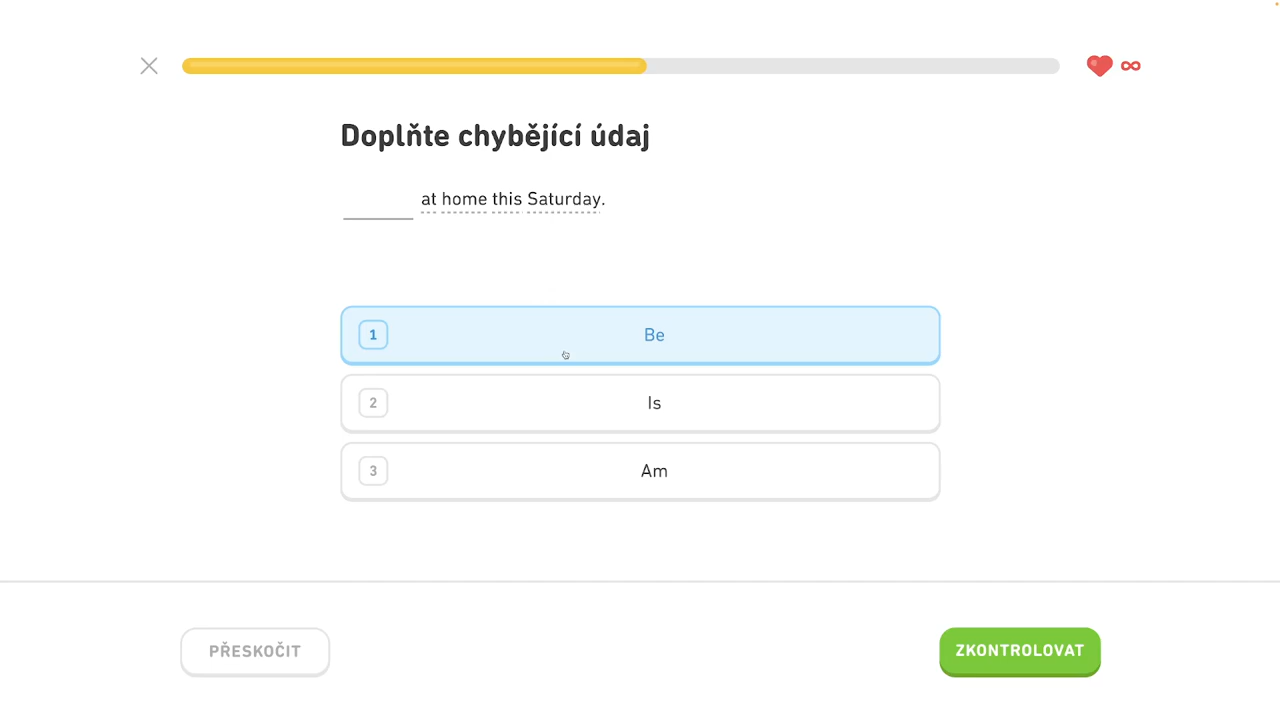 Doplňte chybějící údaj
at home this Saturday.
1 Be
2 Is
3 Am
PŘESKOČIT
ZKONTROLOVAT